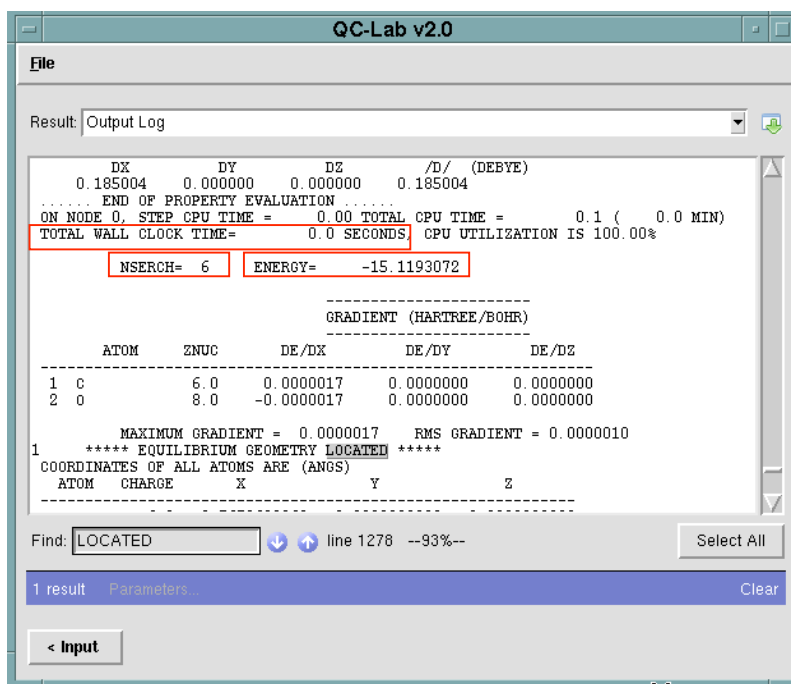 QC-Lab v2.0
File
Result: Output Log
DX DY DZ /D/ (DEBYE)
0.185004 0.000000 0.000000 0.185004
...... END OF PROPERTY EVALUATION ......
ON NODE 0, STEP CPU TIME = 0.00 TOTAL CPU TIME = 0.1 ( 0.0 MIN)
TOTAL WALL CLOCK TIME= 0.0 SECONDS, CPU UTILIZATION IS 100.00%
NSERCH= 6 ENERGY= -15.1193072
-----------------------
GRADIENT (HARTREE/BOHR)
-----------------------
ATOM ZNUC DE/DX DE/DY DE/DZ
--------------------------------------------------------------
1 C 6.0 0.0000017 0.0000000 0.0000000
2 O 8.0 -0.0000017 0.0000000 0.0000000
MAXIMUM GRADIENT = 0.0000017 RMS GRADIENT = 0.0000010
1 ***** EQUILIBRIUM GEOMETRY LOCATED *****
COORDINATES OF ALL ATOMS ARE (ANGS)
ATOM CHARGE X Y Z
------------------------------------------------------------
Find: LOCATED line 1278 --93%-- Select All
1 result Parameters... Clear
< Input